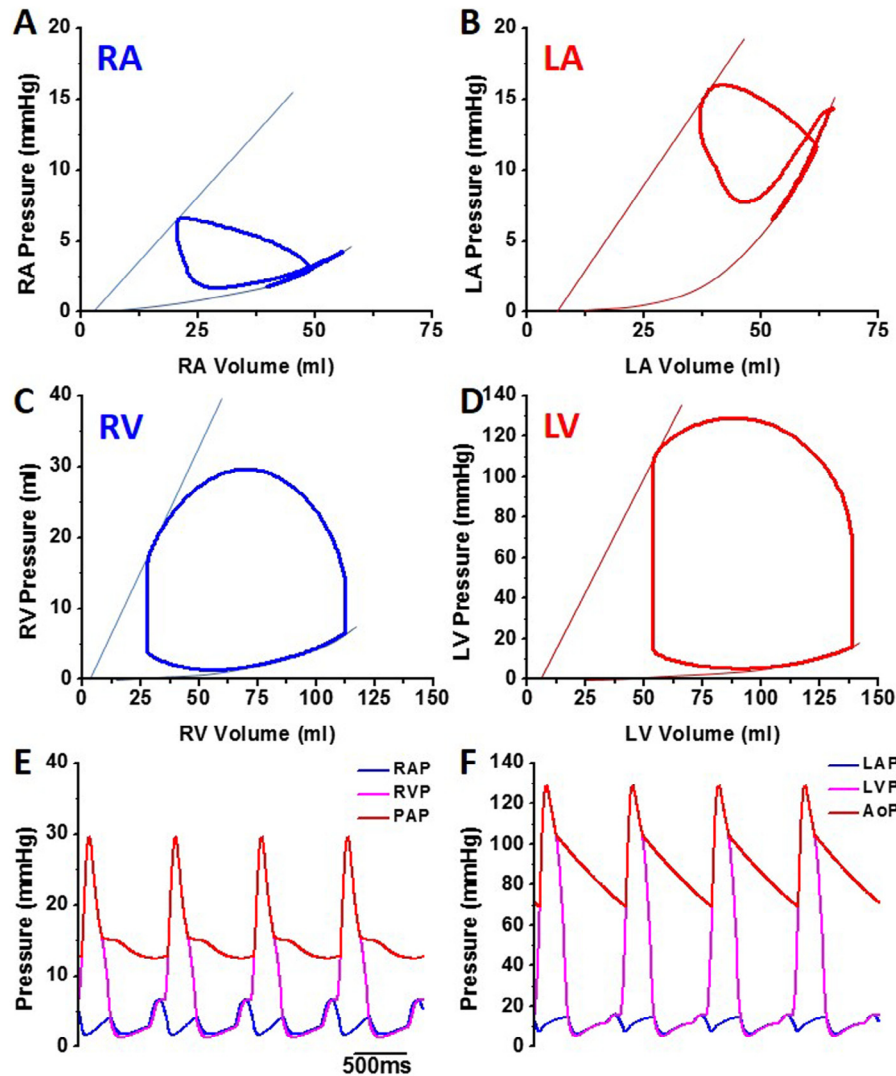 A
RA
20
15
10
5
0
RA Pressure (mmHg)
0 25 50 75
RA Volume (ml)
B
LA
20
15
10
5
0
LA Pressure (mmHg)
0 25 50 75
LA Volume (ml)
C
RV
40
30
20
10
0
RV Pressure (ml)
0 25 50 75 100 125
RV Volume (ml)
D
LV
140
120
100
80
60
40
20
0
LV Pressure (mmHg)
0 25 50 75 100 125 150
LV Volume (ml)
E
40
30
20
10
0
Pressure (mmHg)
RAP
RVP
PAP
500ms
F
140
120
100
80
60
40
20
0
Pressure (mmHg)
LAP
LVP
AoP